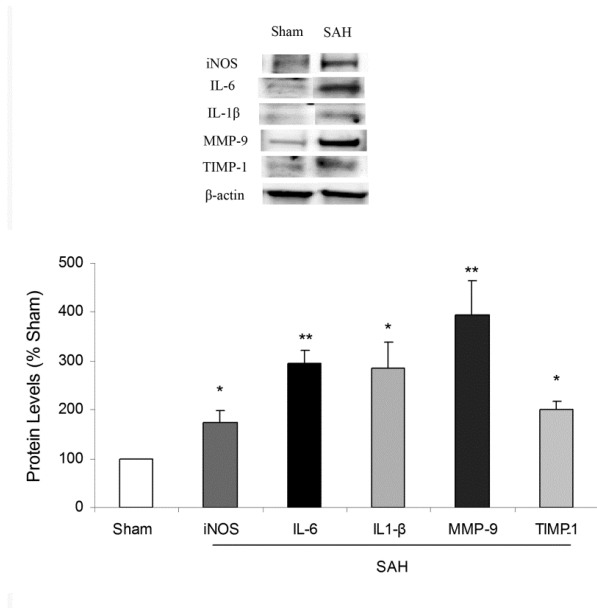 Sham SAH
iNOS
IL-6
IL-1β
MMP-9
TIMP-1
β-actin
Protein Levels (% Sham)
500
400
300
200
100
0
*
**
*
**
*
Sham iNOS IL-6 IL1-β MMP-9 TIMP-1
SAH